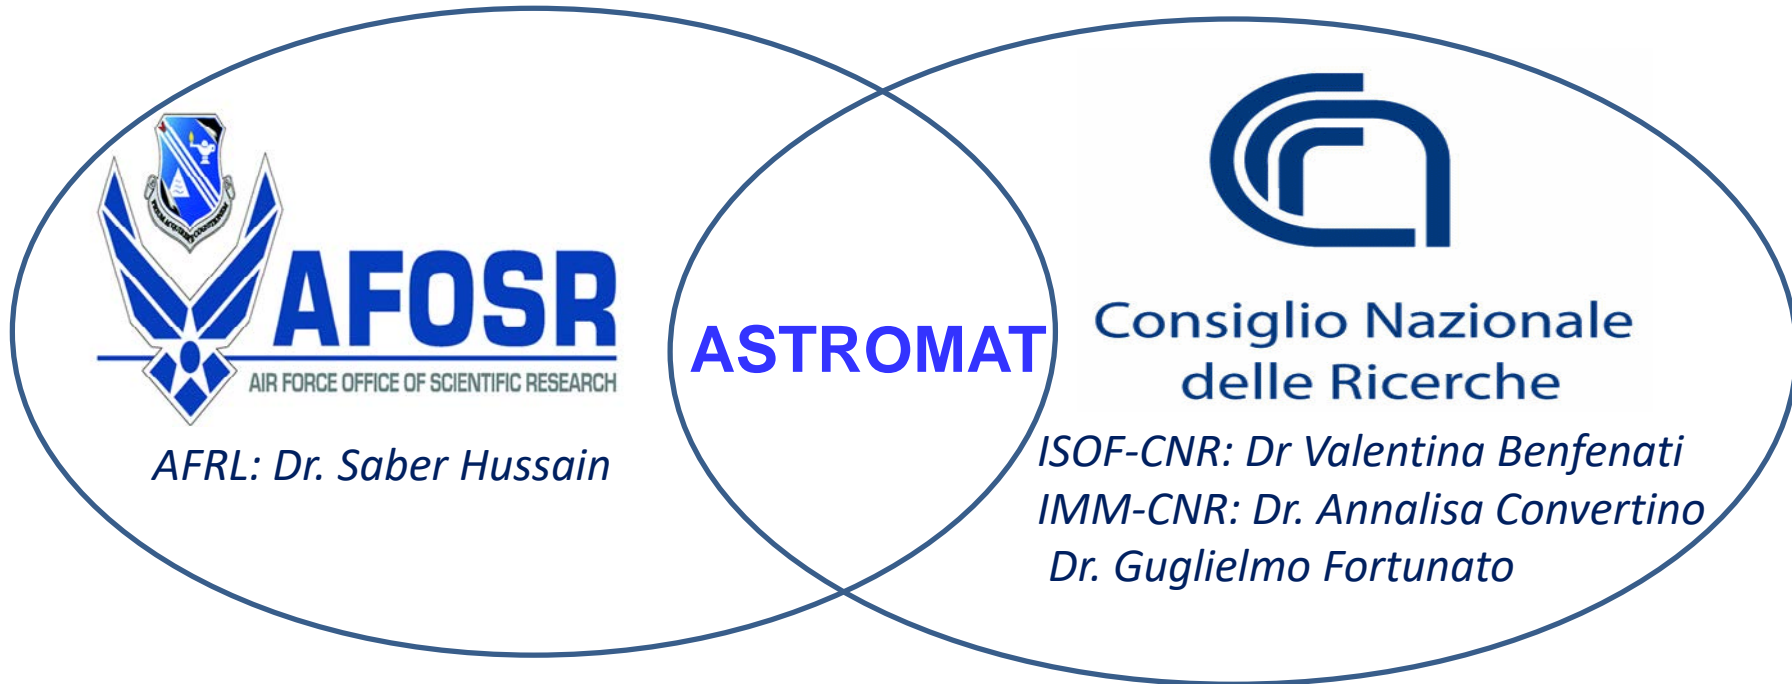 AFOSR
AIR FORCE OFFICE OF SCIENTIFIC RESEARCH
AFRL: Dr. Saber Hussain
ASTROMAT
Consiglio Nazionale
delle Ricerche
ISOF-CNR: Dr Valentina Benfenati
IMM-CNR: Dr. Annalisa Convertino
Dr. Guglielmo Fortunato